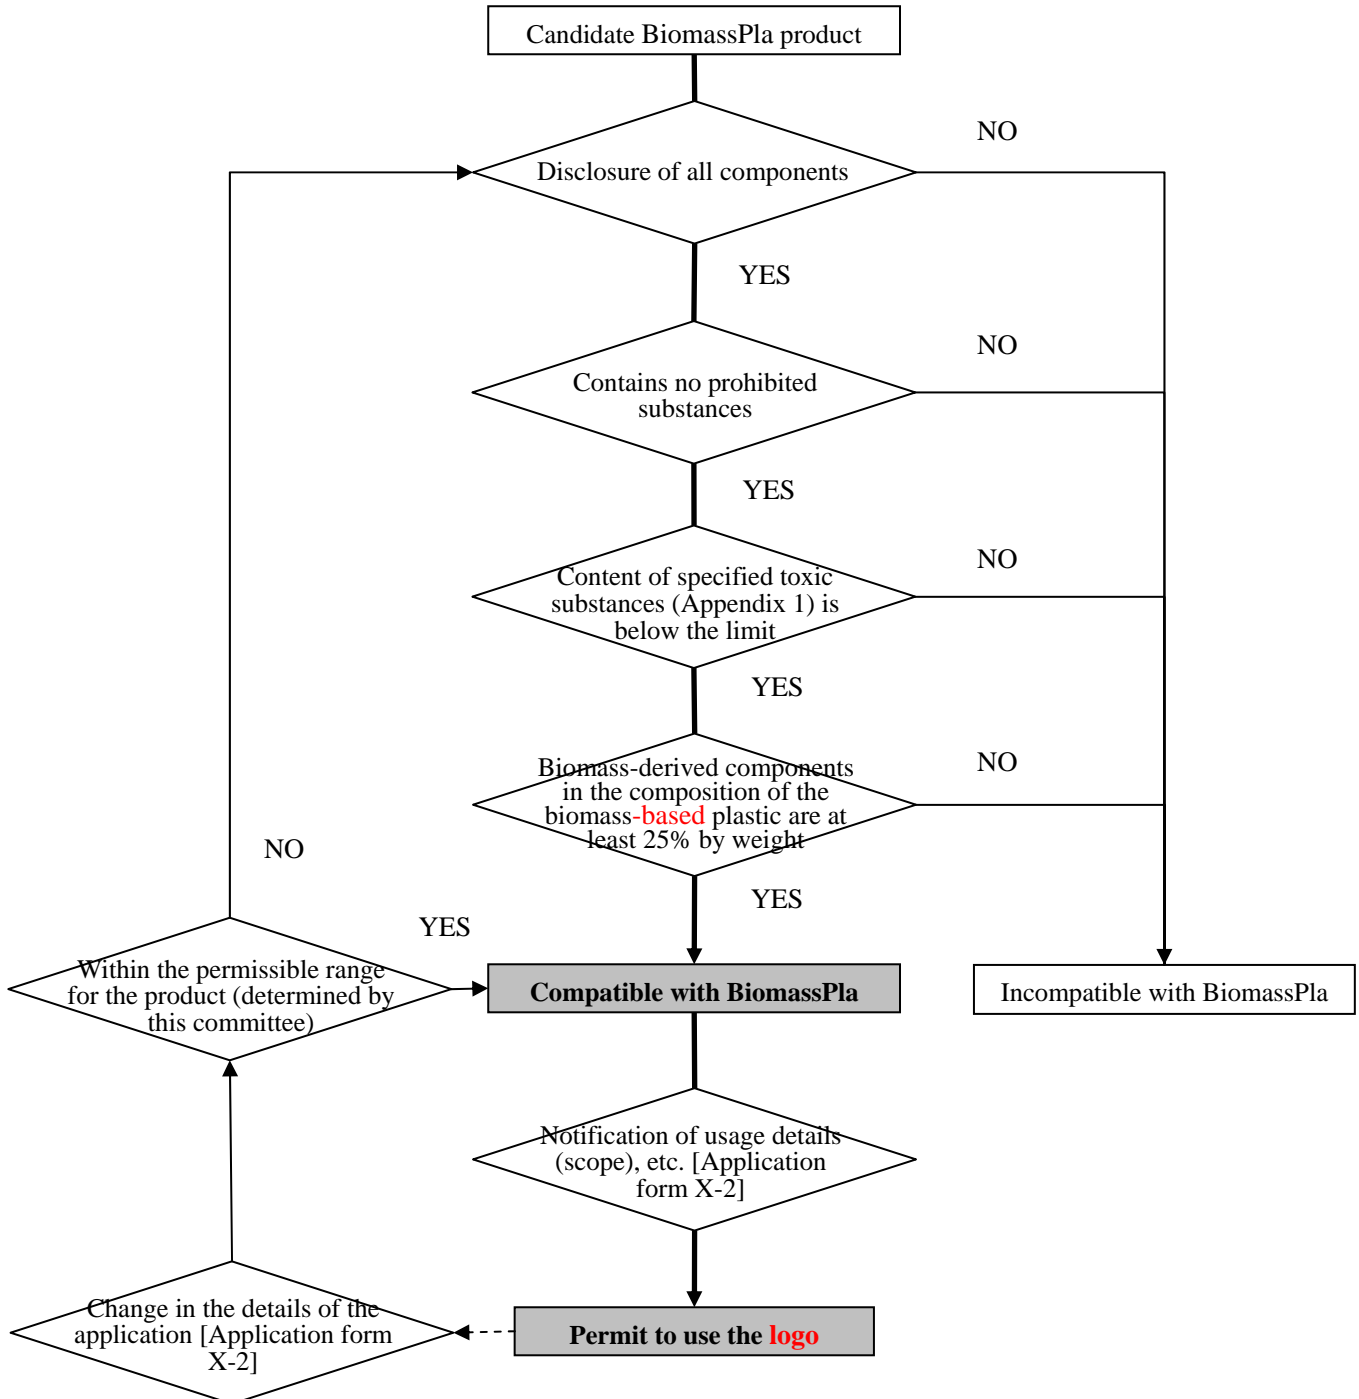 Candidate BiomassPla product
NO
Disclosure of all components
YES
NO
Contains no prohibited
substances
YES
NO
Content of specified toxic
substances (Appendix 1) is
below the limit
YES
NO
Biomass-derived components
in the composition of the
biomass-based plastic are at
least 25% by weight
NO
YES
YES
Within the permissible range
for the product (determined by
this committee)
Compatible with BiomassPla
Incompatible with BiomassPla
Notification of usage details
(scope), etc. [Application
form X-2]
Change in the details of the
application [Application form
X-2]
Permit to use the logo